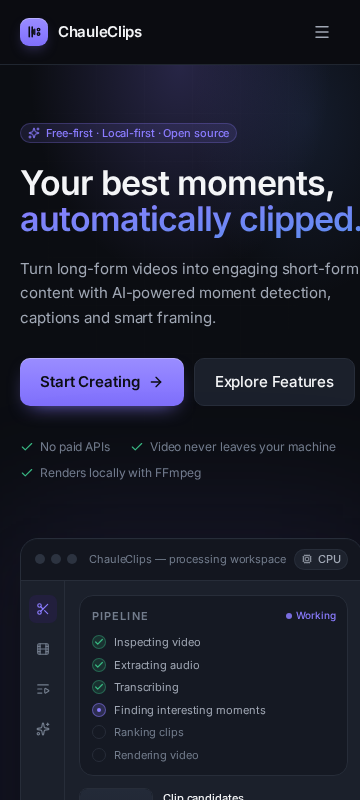 ChauleClips
Free-first · Local-first · Open source
Your best moments,
automatically clipped.
Turn long-form videos into engaging short-form
content with AI-powered moment detection,
captions and smart framing.
Start Creating → Explore Features
No paid APIs Video never leaves your machine
Renders locally with FFmpeg
ChauleClips — processing workspace CPU
PIPELINE Working
Inspecting video
Extracting audio
Transcribing
Finding interesting moments
Ranking clips
Rendering video
Clip candidates